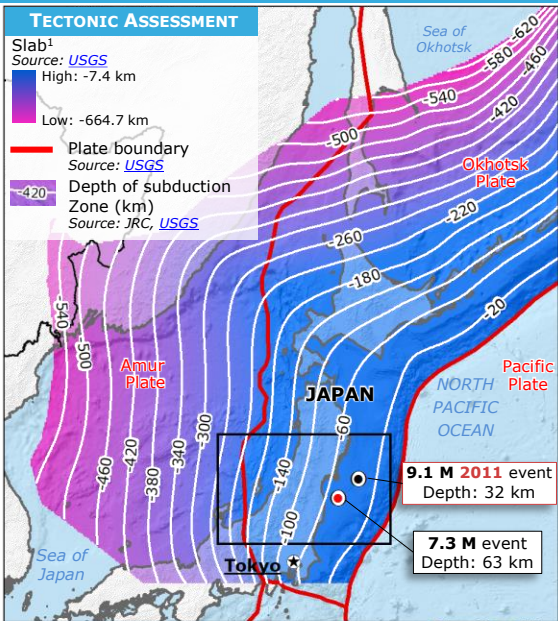 TECTONIC ASSESSMENT
Slab1
Source: USGS
High: -7.4 km
Low: -664.7 km
Plate boundary
Source: USGS
-420
Depth of subduction
Zone (km)
Source: JRC, USGS
Sea of
Okhotsk
-620
-580
-540
-500
-460
-420
Okhotsk
Plate
-260
-220
-180
-20
-540
-500
-460
-420
-380
-340
-300
Amur
Plate
JAPAN
Pacific
Plate
NORTH
PACIFIC
OCEAN
-140
-100
-60
9.1 M 2011 event
Depth: 32 km
7.3 M event
Depth: 63 km
Tokyo
Sea of
Japan